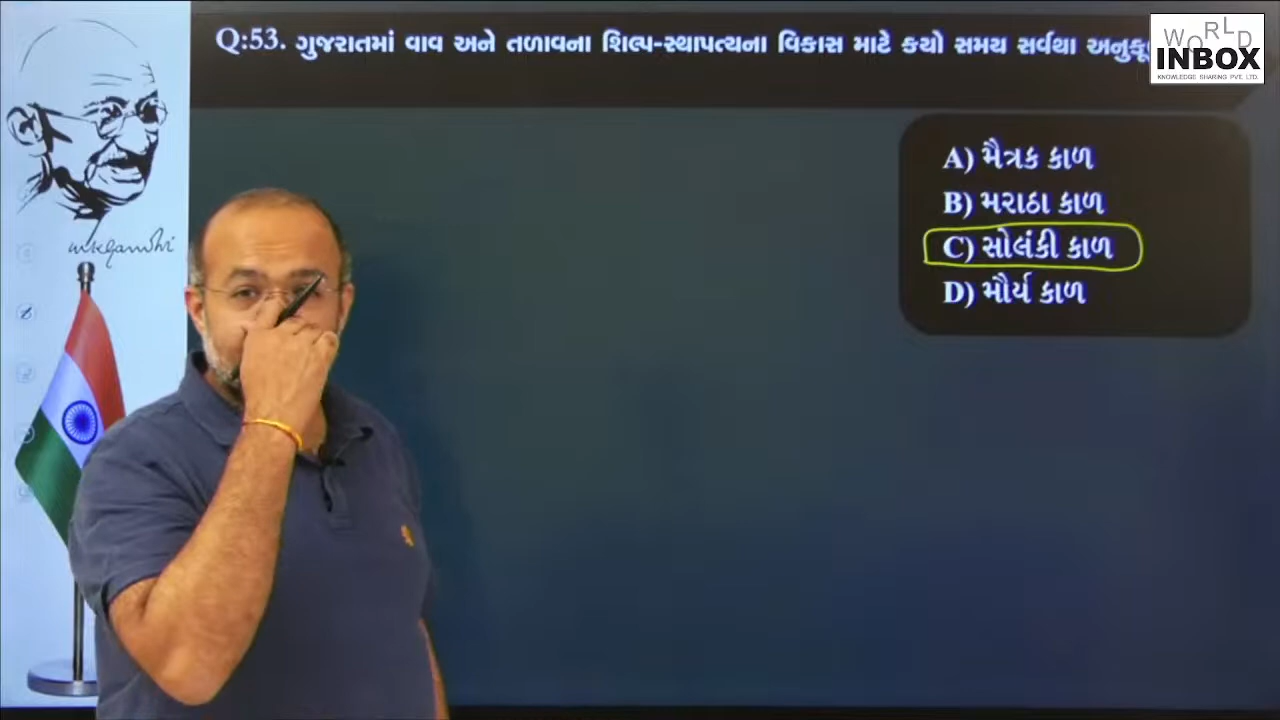 Q:53. ગુજરાતમાં વાવ અને તળાવના શિલ્પ-સ્થાપત્યના વિકાસ માટે કયો સમય સર્વથા
WORLD
INBOX
KNOWLEDGE SHARING PVT. LTD.
A) મૈત્રક કાળ
B) મરાઠા કાળ
C) સોલંકી કાળ
D) મૌર્ય કાળ
mkgandhi